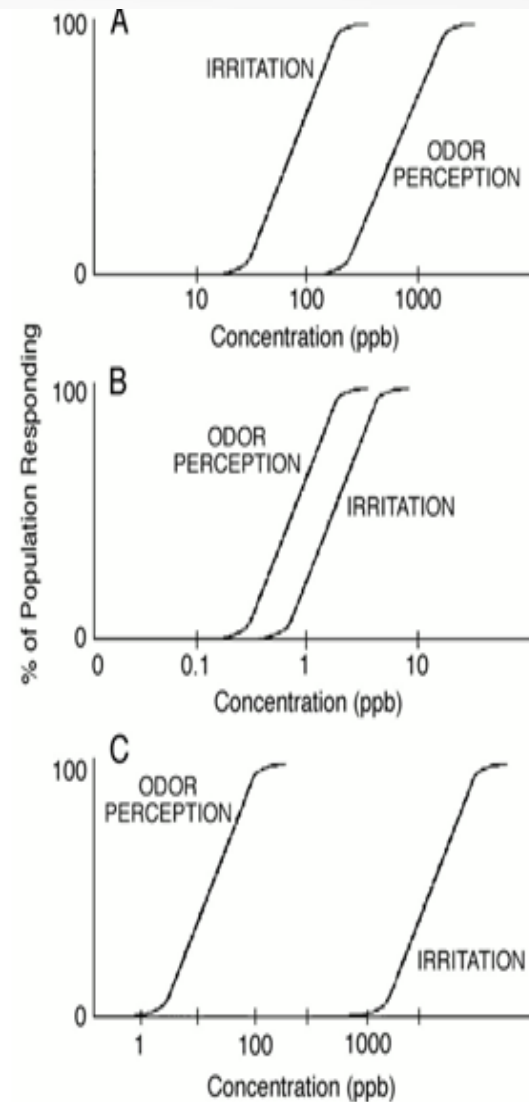 % of Population Responding
A
100
IRRITATION
ODOR
PERCEPTION
0
10 100 1000
Concentration (ppb)
B
100
ODOR
PERCEPTION
IRRITATION
0
0 0.1 1 10
Concentration (ppb)
C
100
ODOR
PERCEPTION
IRRITATION
0
1 100 1000
Concentration (ppb)